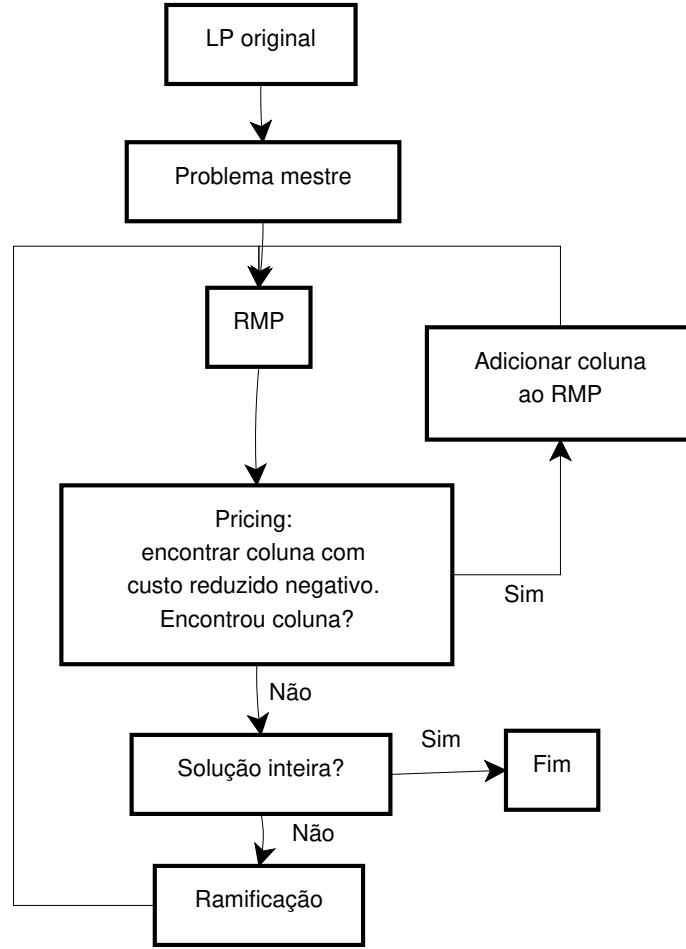 LP original
Problema mestre
RMP
Adicionar coluna
ao RMP
Pricing:
encontrar coluna com
custo reduzido negativo.
Encontrou coluna?
Sim
Não
Solução inteira?
Sim
Fim
Não
Ramificação